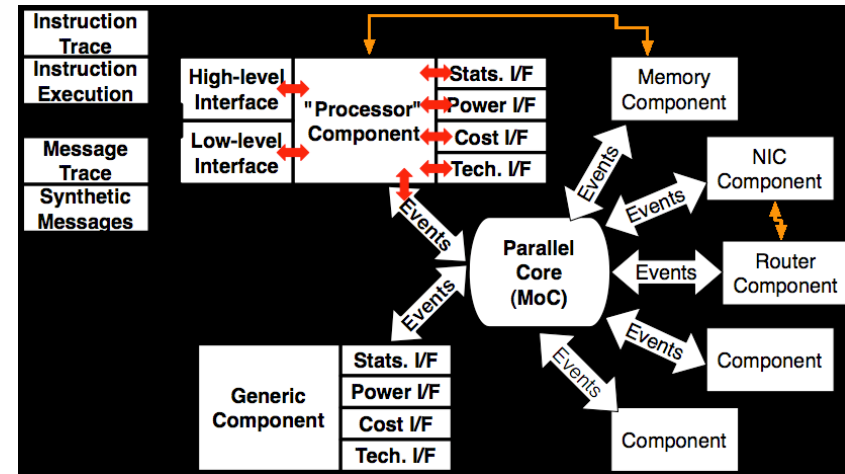 Instruction
Trace
Instruction
Execution
Message
Trace
Synthetic
Messages
High-level
Interface
Low-level
Interface
"Processor"
Component
Stats. I/F
Power I/F
Cost I/F
Tech. I/F
Memory
Component
NIC
Component
Router
Component
Component
Component
Events
Events
Events
Events
Events
Events
Events
Parallel
Core
(MoC)
Generic
Component
Stats. I/F
Power I/F
Cost I/F
Tech. I/F